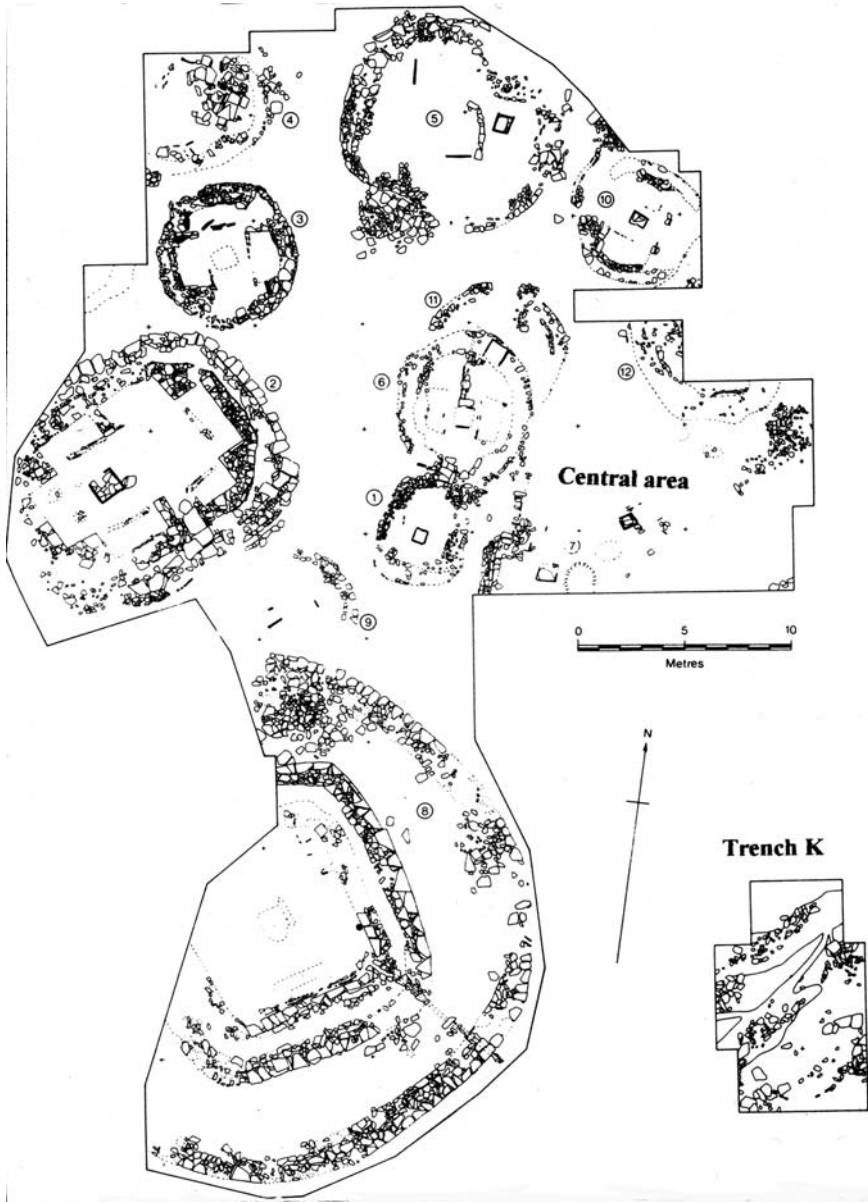 ④
⑤
③
⑩
⑪
②
⑥
⑫
Central area
①
7)
⑨
0 5 10
Metres
N
⑧
Trench K